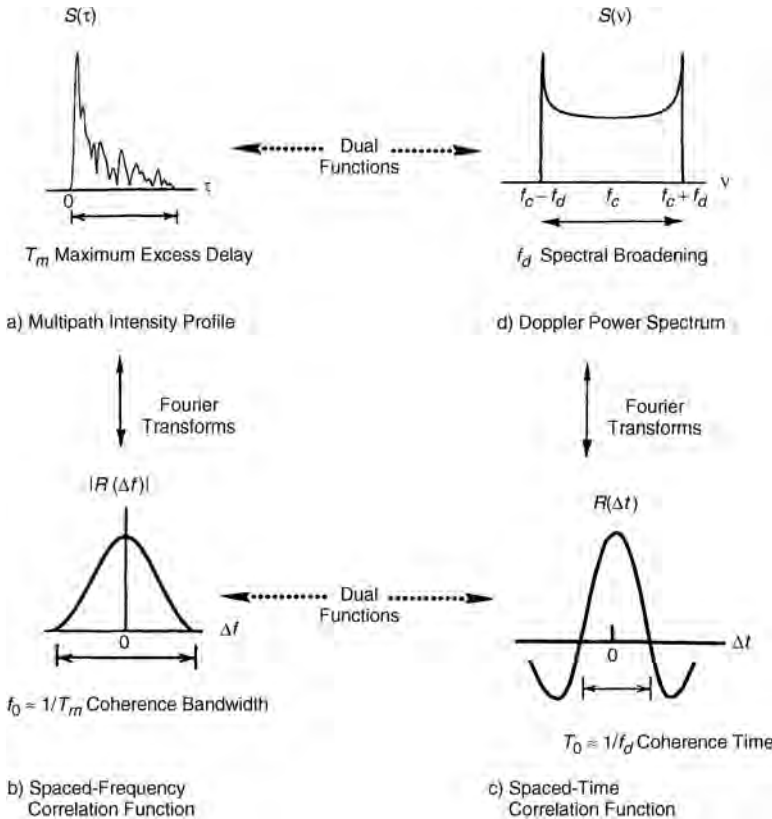 S(τ)
0
τ
T_m Maximum Excess Delay
a) Multipath Intensity Profile
Dual
Functions
S(ν)
ν
f_c − f_d
f_c
f_c + f_d
f_d Spectral Broadening
d) Doppler Power Spectrum
Fourier
Transforms
Fourier
Transforms
|R(Δf)|
0
Δf
f_0 ≈ 1/T_m Coherence Bandwidth
b) Spaced-Frequency
Correlation Function
Dual
Functions
R(Δt)
0
Δt
T_0 ≈ 1/f_d Coherence Time
c) Spaced-Time
Correlation Function